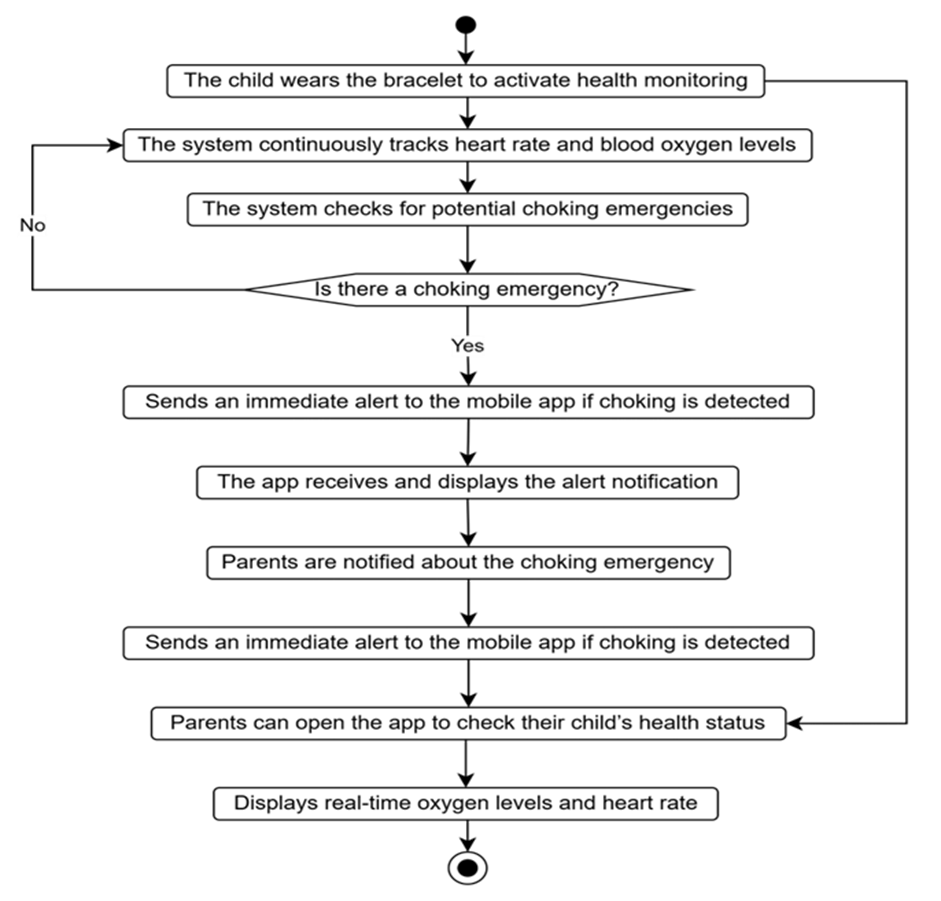 The child wears the bracelet to activate health monitoring
The system continuously tracks heart rate and blood oxygen levels
The system checks for potential choking emergencies
No
Is there a choking emergency?
Yes
Sends an immediate alert to the mobile app if choking is detected
The app receives and displays the alert notification
Parents are notified about the choking emergency
Sends an immediate alert to the mobile app if choking is detected
Parents can open the app to check their child's health status
Displays real-time oxygen levels and heart rate